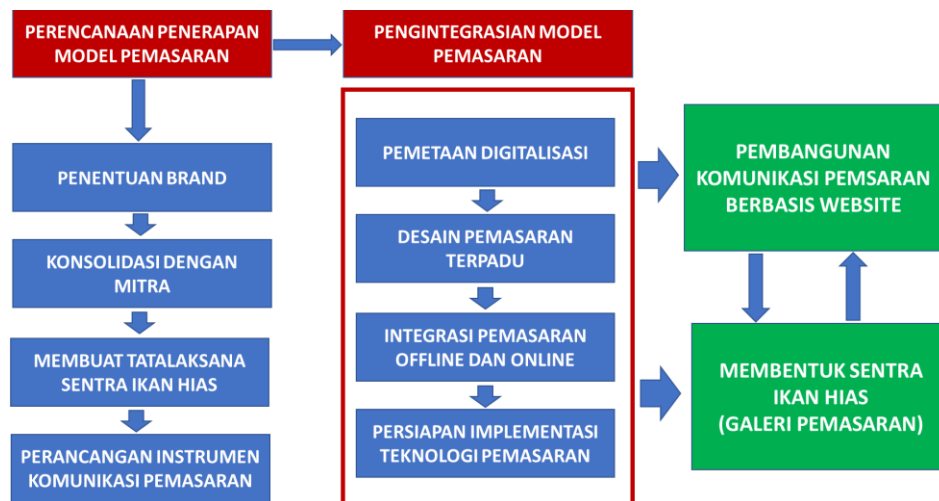 PERENCANAAN PENERAPAN
MODEL PEMASARAN
PENENTUAN BRAND
KONSOLIDASI DENGAN
MITRA
MEMBUAT TATALAKSANA
SENTRA IKAN HIAS
PERANCANGAN INSTRUMEN
KOMUNIKASI PEMASARAN
PENGINTEGRASIAN MODEL
PEMASARAN
PEMETAAN DIGITALISASI
DESAIN PEMASARAN
TERPADU
INTEGRASI PEMASARAN
OFFLINE DAN ONLINE
PERSIAPAN IMPLEMENTASI
TEKNOLOGI PEMASARAN
PEMBANGUNAN
KOMUNIKASI PEMSARAN
BERBASIS WEBSITE
MEMBENTUK SENTRA
IKAN HIAS
(GALERI PEMASARAN)